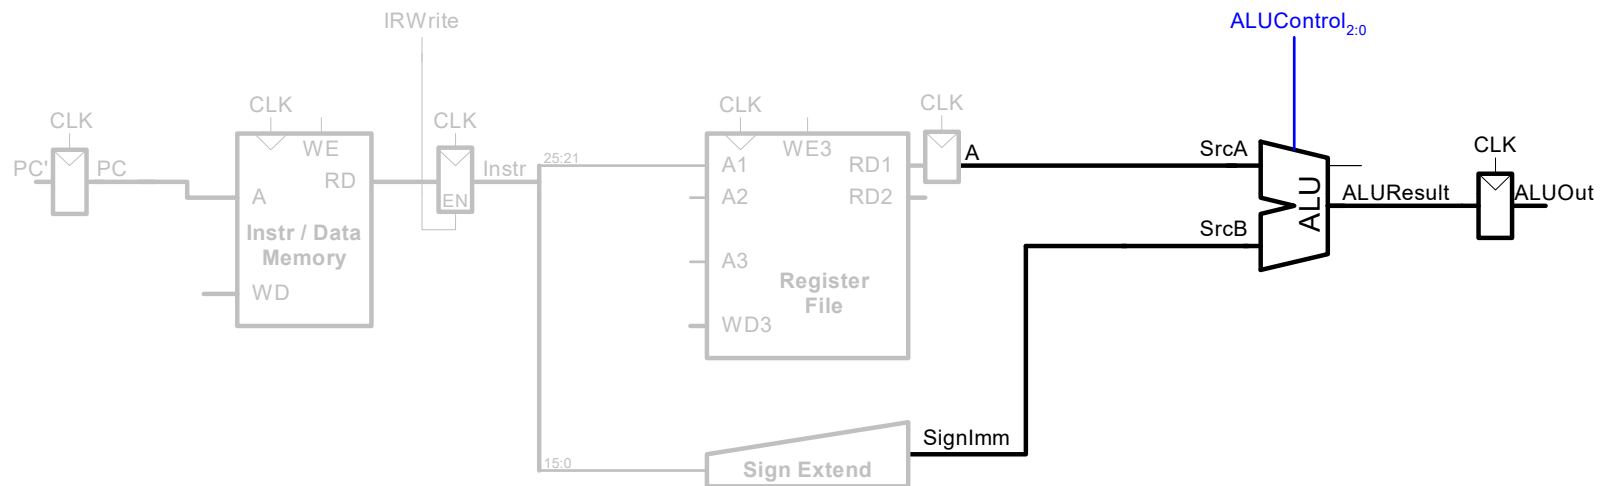 IRWrite
ALUControl2:0
CLK
CLK
CLK
CLK
CLK
CLK
PC'
PC
WE
RD
A
Instr / Data
Memory
WD
EN
Instr
25:21
A1
A2
A3
WD3
WE3
RD1
RD2
Register
File
A
SrcA
SrcB
ALU
ALUResult
ALUOut
SignImm
15:0
Sign Extend